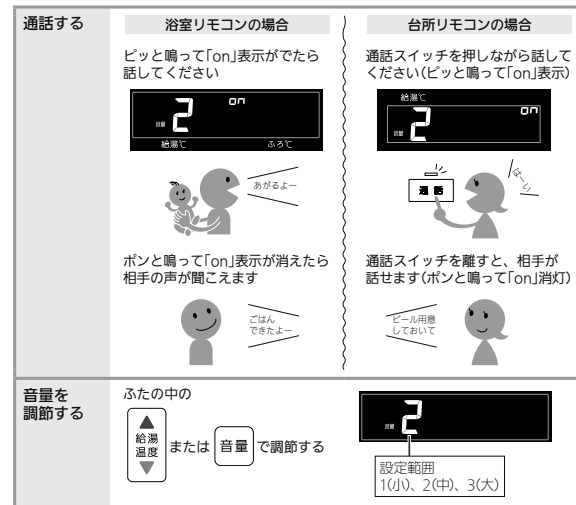 通話する
浴室リモコンの場合
ピッと鳴って「on」表示がでたら
話してください
on
音量 2
給湯℃ ふろ℃
あがるよー
ポンと鳴って「on」表示が消えたら
相手の声が聞こえます
ごはん
できたよー
台所リモコンの場合
通話スイッチを押しながら話して
ください(ピッと鳴って「on」表示)
給湯℃
on
音量 2
通話
はーい
通話スイッチを離すと、相手が
話せます(ポンと鳴って「on」消灯)
ビール用意
しておいて
音量を
調節する
ふたの中の
▲
給湯
温度
▼
または 音量 で調節する
音量 2
設定範囲
1(小)、2(中)、3(大)